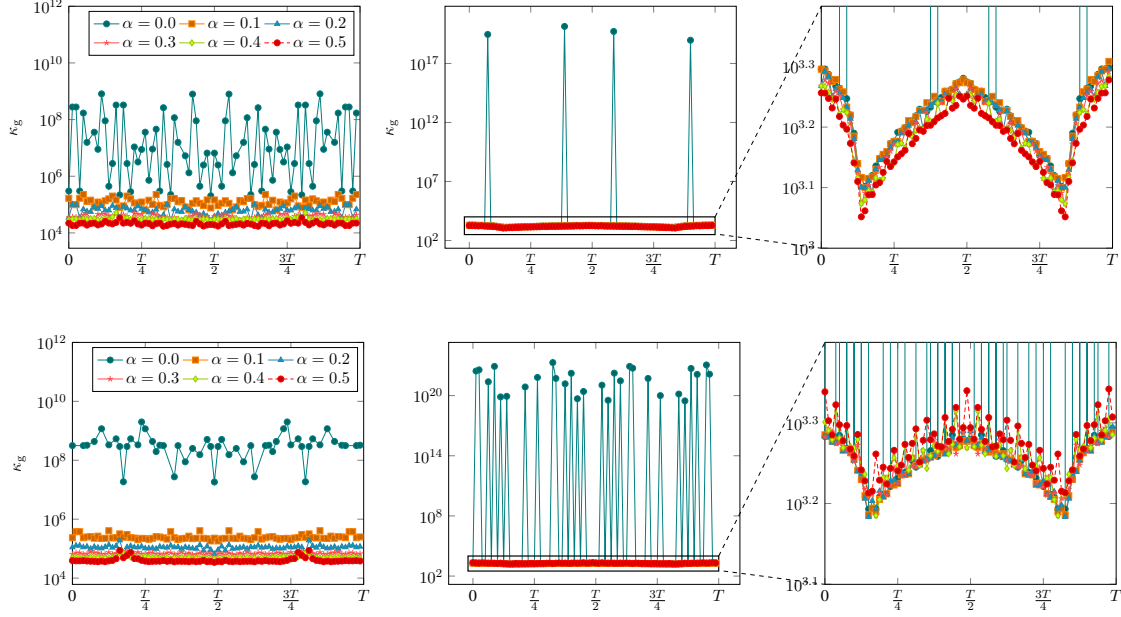 10^12
10^10
10^8
10^6
10^4
κ_g
α = 0.0 α = 0.1 α = 0.2
α = 0.3 α = 0.4 α = 0.5
0 T/4 T/2 3T/4 T
10^17
10^12
10^7
10^2
κ_g
0 T/4 T/2 3T/4 T
10^3.3
10^3.2
10^3.1
10^3
0 T/4 T/2 3T/4 T
10^12
10^10
10^8
10^6
10^4
κ_g
α = 0.0 α = 0.1 α = 0.2
α = 0.3 α = 0.4 α = 0.5
0 T/4 T/2 3T/4 T
10^20
10^14
10^8
10^2
0 T/4 T/2 3T/4 T
10^3.3
10^3.2
10^3.1
0 T/4 T/2 3T/4 T